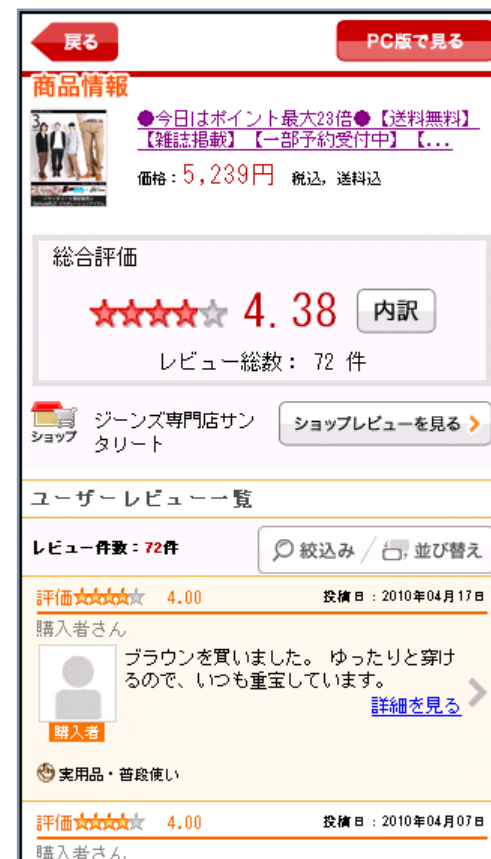 戻る
PC版で見る
商品情報
●今日はポイント最大23倍●【送料無料】
【雑誌掲載】【一部予約受付中】【...
価格：5,239円 税込，送料込
総合評価
4.38 内訳
レビュー総数： 72 件
ショップ
ジーンズ専門店サン
タリート
ショップレビューを見る
ユーザーレビュー一覧
レビュー件数：72件
絞込み / 並び替え
評価 4.00 投稿日：2010年04月17日
購入者さん
ブラウンを買いました。 ゆったりと穿け
るので、いつも重宝しています。
詳細を見る
購入者
実用品・普段使い
評価 4.00 投稿日：2010年04月07日
購入者さん